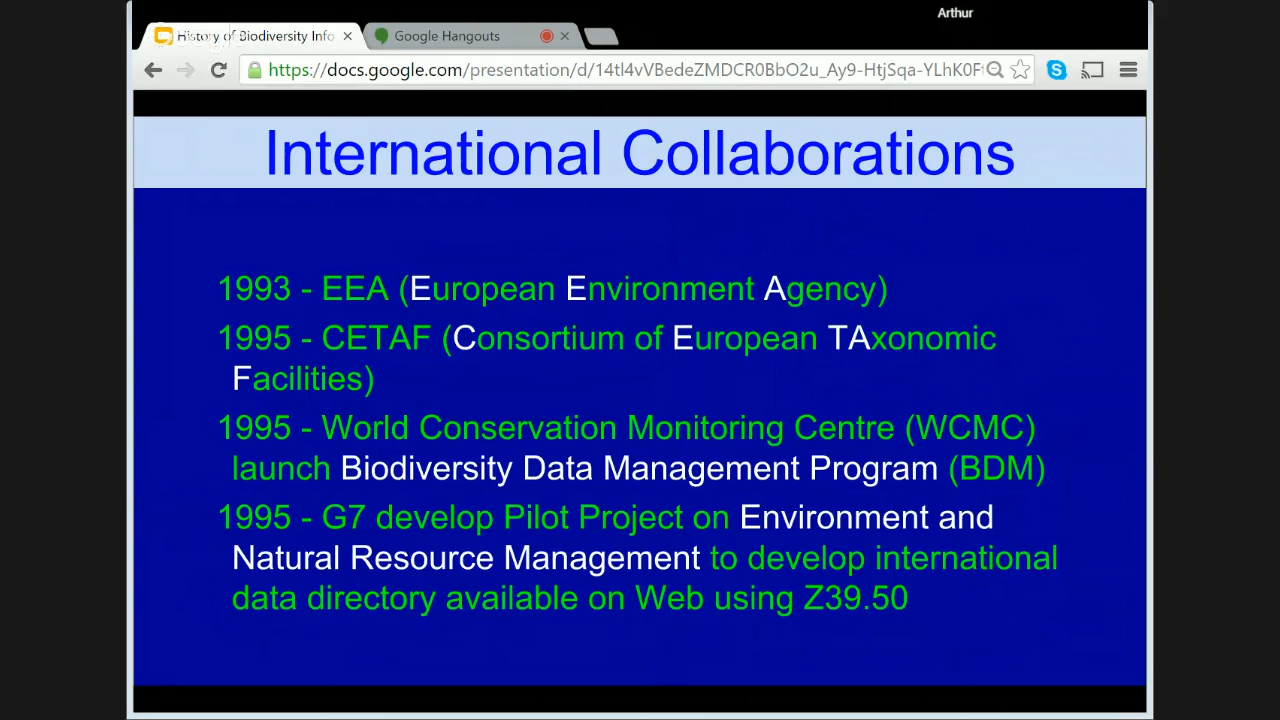 Arthur
History of Biodiversity Info
Google Hangouts
https://docs.google.com/presentation/d/14tl4vVBedeZMDCR0BbO2u_Ay9-HtjSqa-YLhK0F
International Collaborations
1993 - EEA (European Environment Agency)
1995 - CETAF (Consortium of European TAxonomic
Facilities)
1995 - World Conservation Monitoring Centre (WCMC)
launch Biodiversity Data Management Program (BDM)
1995 - G7 develop Pilot Project on Environment and
Natural Resource Management to develop international
data directory available on Web using Z39.50